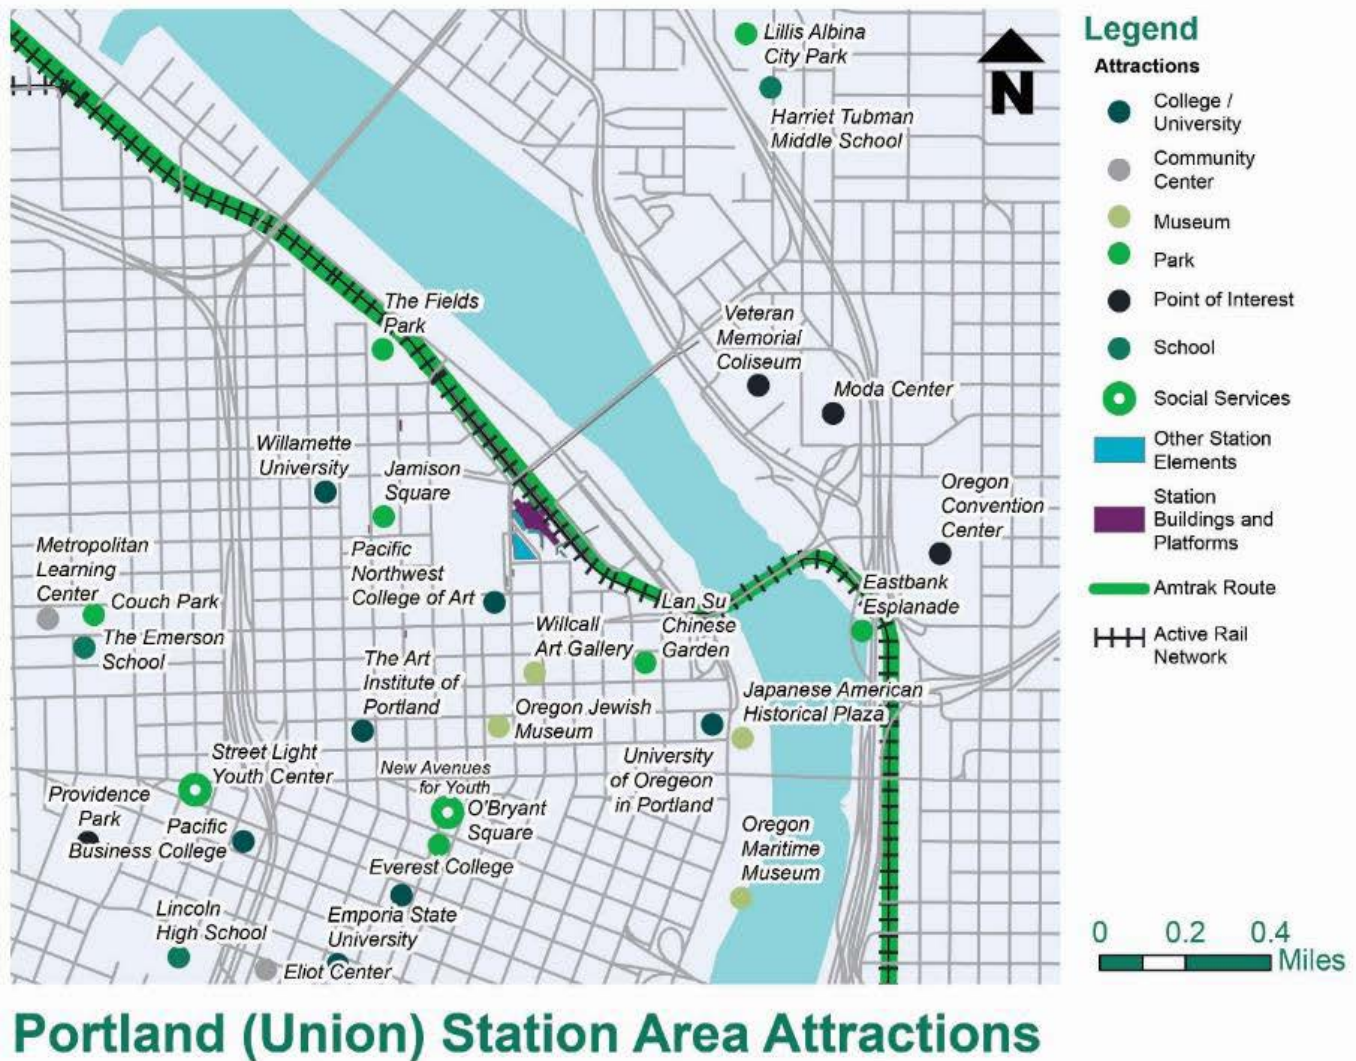 Lillis Albina
City Park
Harriet Tubman
Middle School
N
The Fields
Park
Veteran
Memorial
Coliseum
Moda Center
Willamette
University
Jamison
Square
Oregon
Convention
Center
Metropolitan
Learning
Center
Couch Park
The Emerson
School
Pacific
Northwest
College of Art
Eastbank
Esplanade
Lan Su
Chinese
Garden
Willcall
Art Gallery
The Art
Institute of
Portland
Oregon Jewish
Museum
Japanese American
Historical Plaza
University
of Oregeon
in Portland
Street Light
Youth Center
New Avenues
for Youth
O'Bryant
Square
Providence
Park
Pacific
Business College
Everest College
Oregon
Maritime
Museum
Lincoln
High School
Emporia State
University
Eliot Center
Legend
Attractions
College /
University
Community
Center
Museum
Park
Point of Interest
School
Social Services
Other Station
Elements
Station
Buildings and
Platforms
Amtrak Route
Active Rail
Network
0 0.2 0.4
Miles
Portland (Union) Station Area Attractions